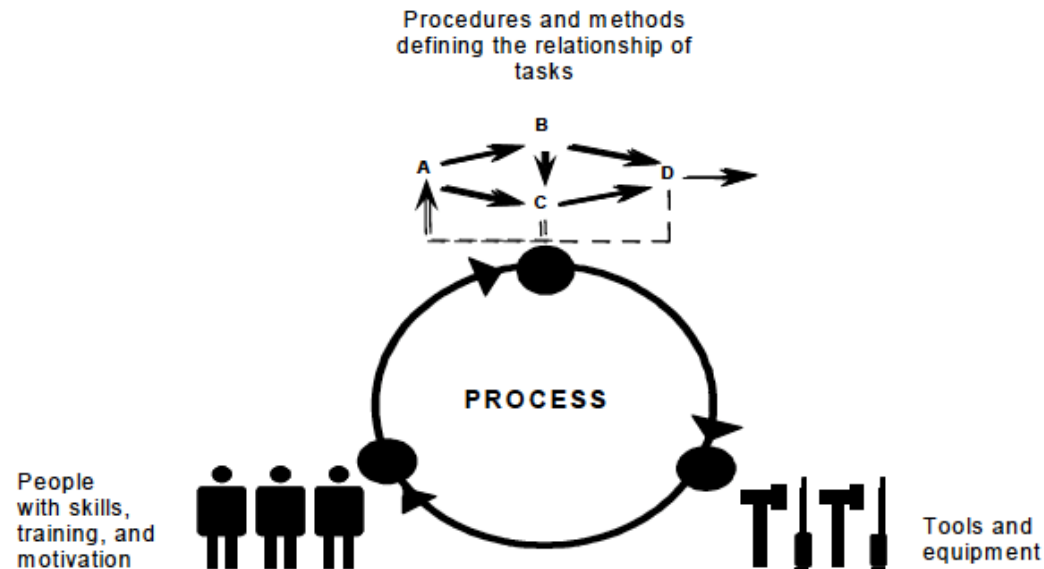 Procedures and methods
defining the relationship of
tasks
B
A
D
C
PROCESS
People
with skills,
training, and
motivation
Tools and
equipment